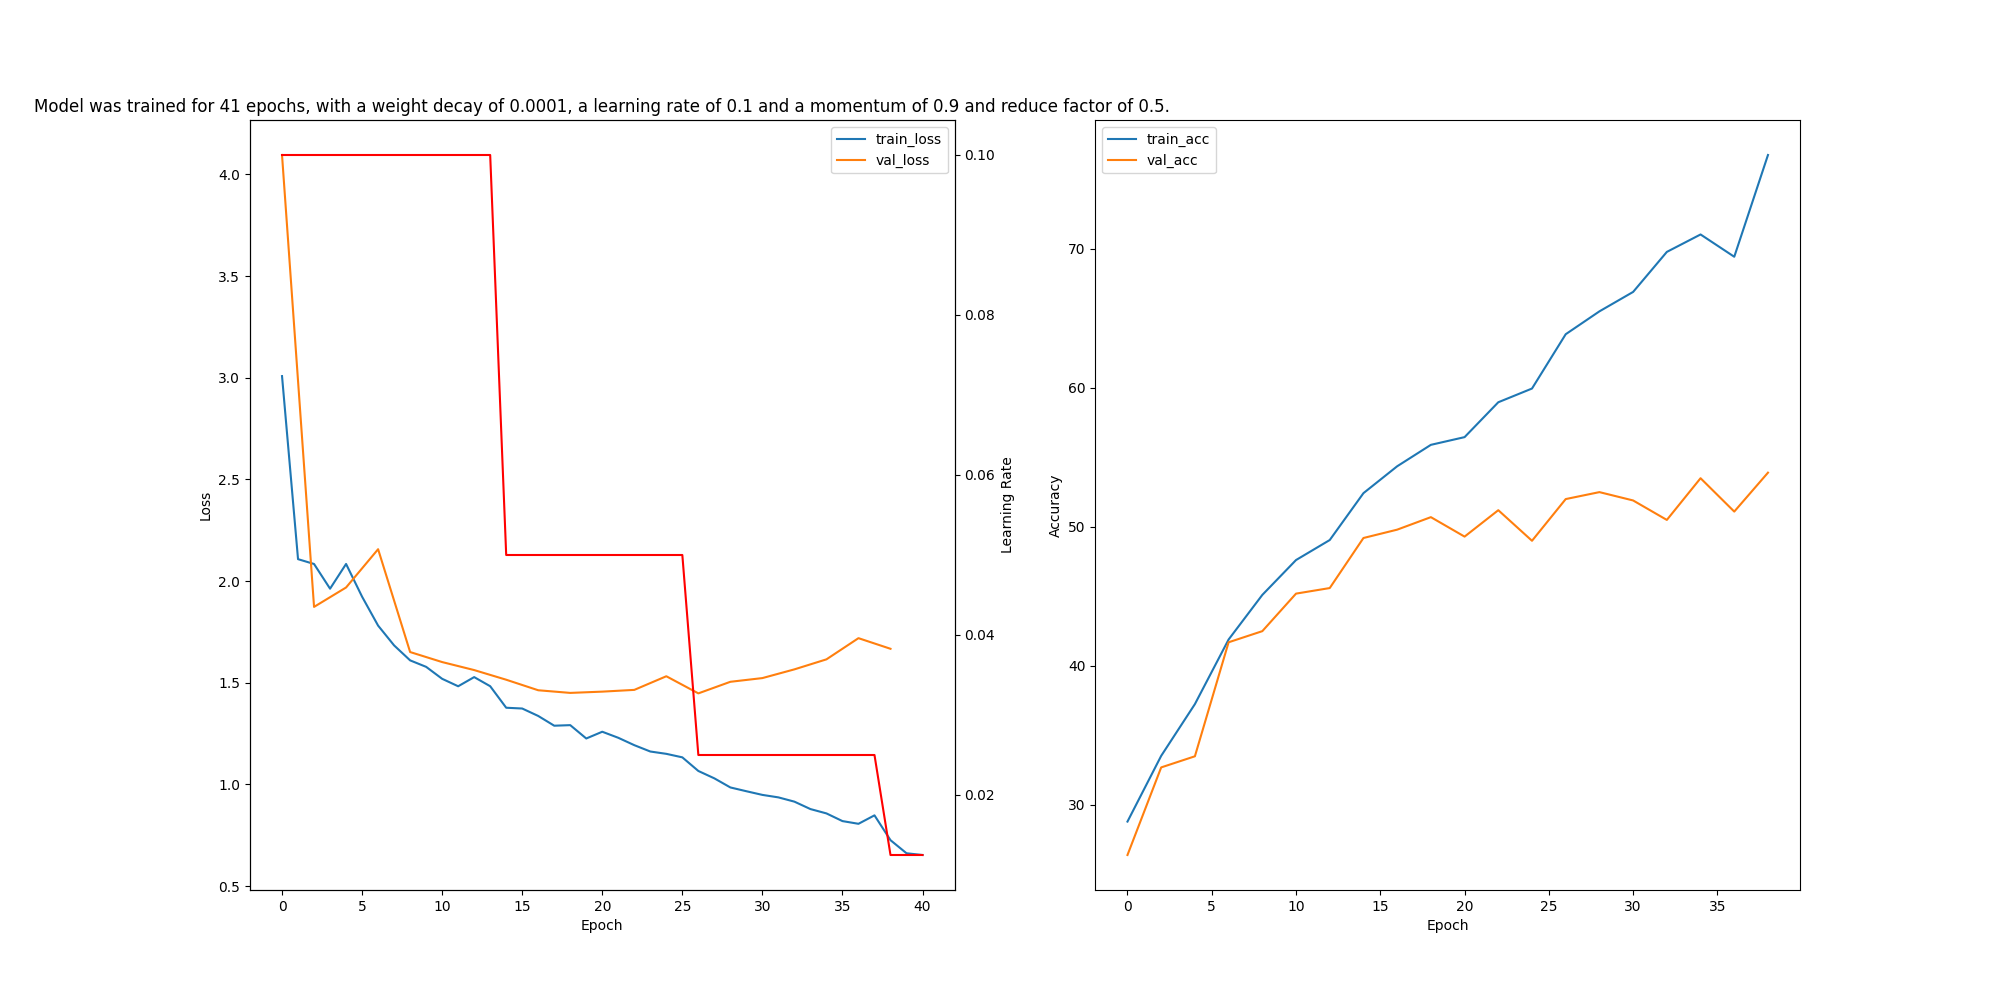 Model was trained for 41 epochs, with a weight decay of 0.0001, a learning rate of 0.1 and a momentum of 0.9 and reduce factor of 0.5.
train_loss
val_loss
4.0
3.5
3.0
2.5
2.0
1.5
1.0
0.5
Loss
0 5 10 15 20 25 30 35 40
Epoch
0.10
0.08
0.06
0.04
0.02
Learning Rate
train_acc
val_acc
70
60
50
40
30
Accuracy
0 5 10 15 20 25 30 35
Epoch